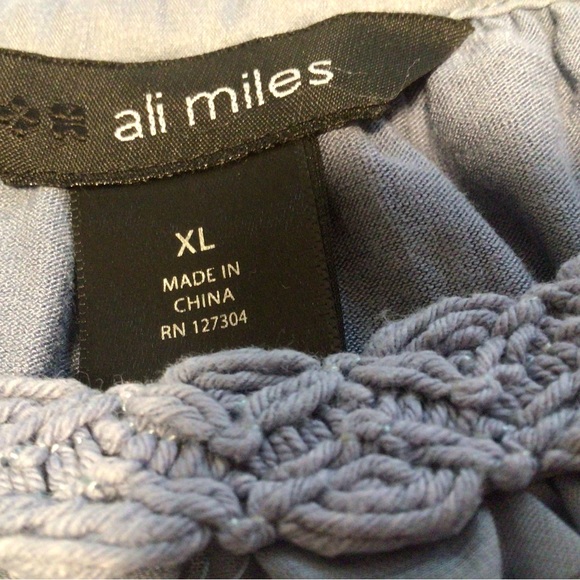 ali miles
XL
MADE IN
CHINA
RN 127304